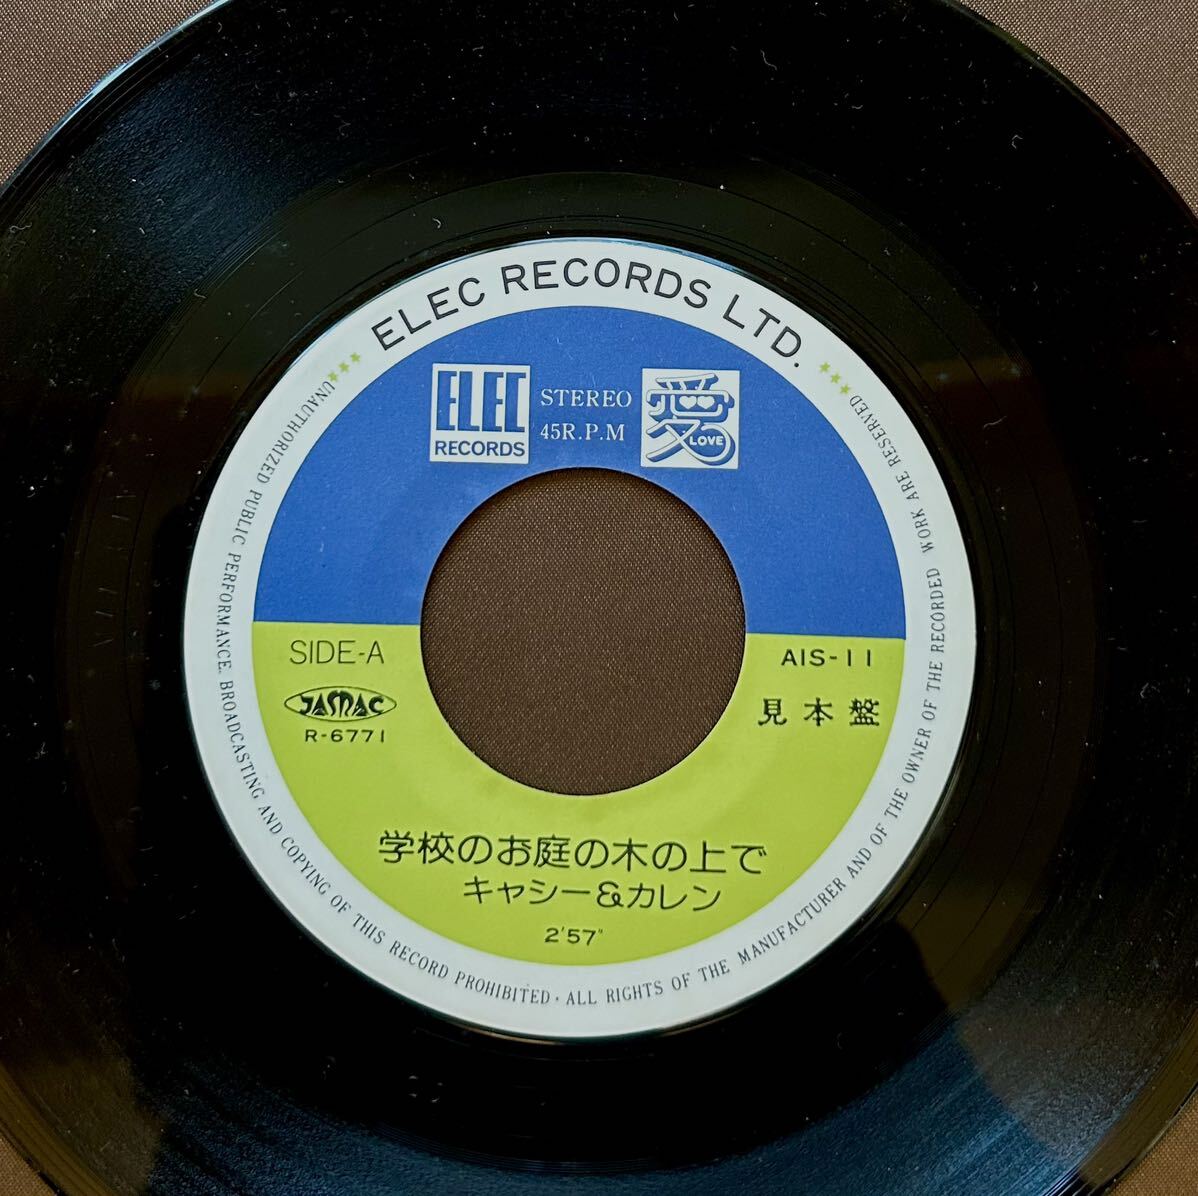 ELEC RECORDS LTD.
ELEC
RECORDS
STEREO
45R.P.M
愛
LOVE
SIDE-A
JASRAC
R-6771
AIS-11
見本盤
学校のお庭の木の上で
キャシー&カレン
2'57"
UNAUTHORIZED PUBLIC PERFORMANCE. BROADCASTING AND COPYING OF THIS RECORD PROHIBITED · ALL RIGHTS OF THE MANUFACTURER AND OF THE OWNER OF THE RECORDED WORK ARE RESERVED